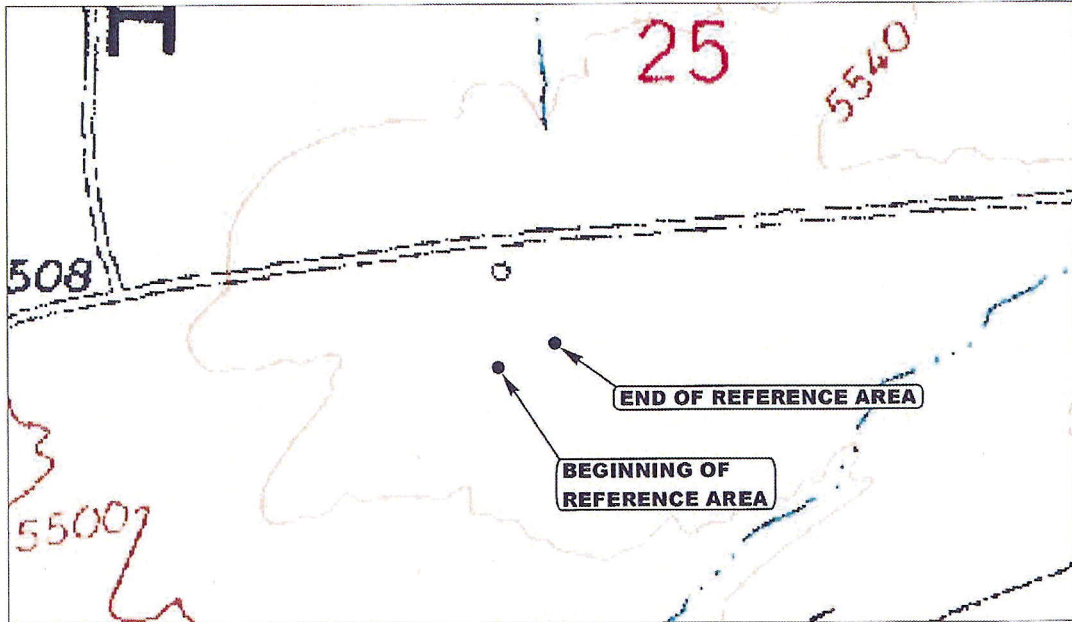 H
25
5540
508
END OF REFERENCE AREA
BEGINNING OF
REFERENCE AREA
5500